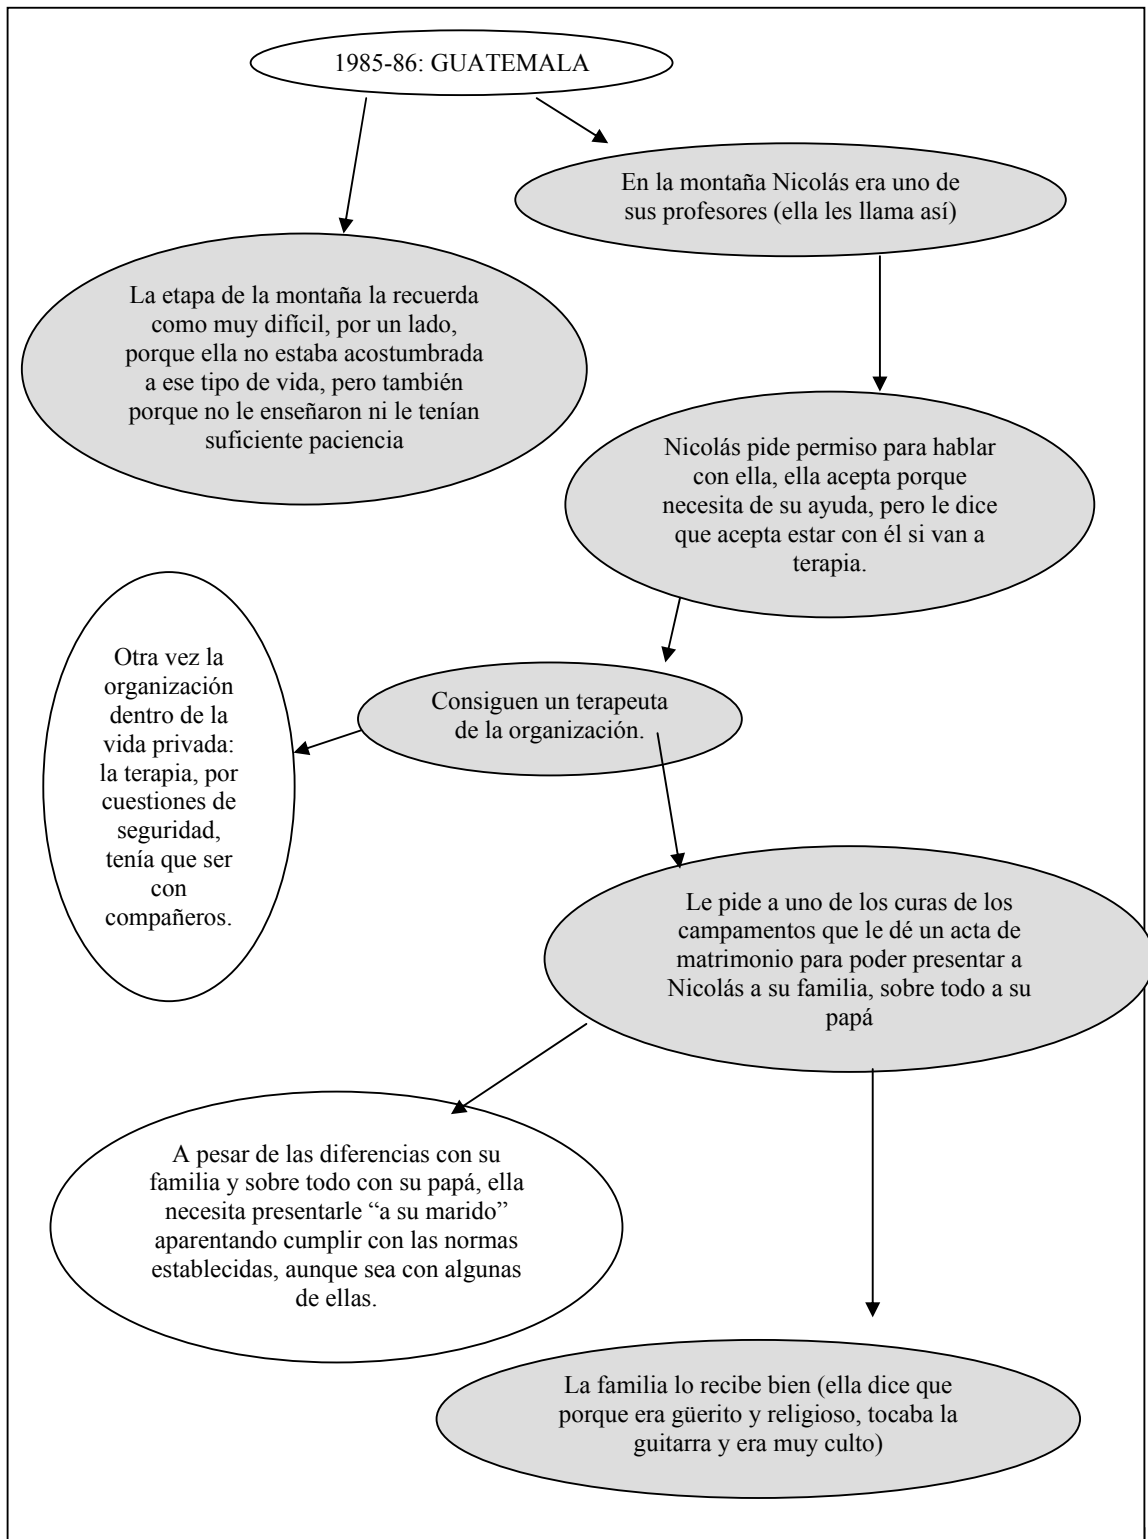 1985-86: GUATEMALA
En la montaña Nicolás era uno de
sus profesores (ella les llama así)
La etapa de la montaña la recuerda
como muy difícil, por un lado,
porque ella no estaba acostumbrada
a ese tipo de vida, pero también
porque no le enseñaron ni le tenían
suficiente paciencia
Nicolás pide permiso para hablar
con ella, ella acepta porque
necesita de su ayuda, pero le dice
que acepta estar con él si van a
terapia.
Otra vez la
organización
dentro de la
vida privada:
la terapia, por
cuestiones de
seguridad,
tenía que ser
con
compañeros.
Consiguen un terapeuta
de la organización.
Le pide a uno de los curas de los
campamentos que le dé un acta de
matrimonio para poder presentar a
Nicolás a su familia, sobre todo a su
papá
A pesar de las diferencias con su
familia y sobre todo con su papá, ella
necesita presentarle “a su marido”
aparentando cumplir con las normas
establecidas, aunque sea con algunas
de ellas.
La familia lo recibe bien (ella dice que
porque era güerito y religioso, tocaba la
guitarra y era muy culto)